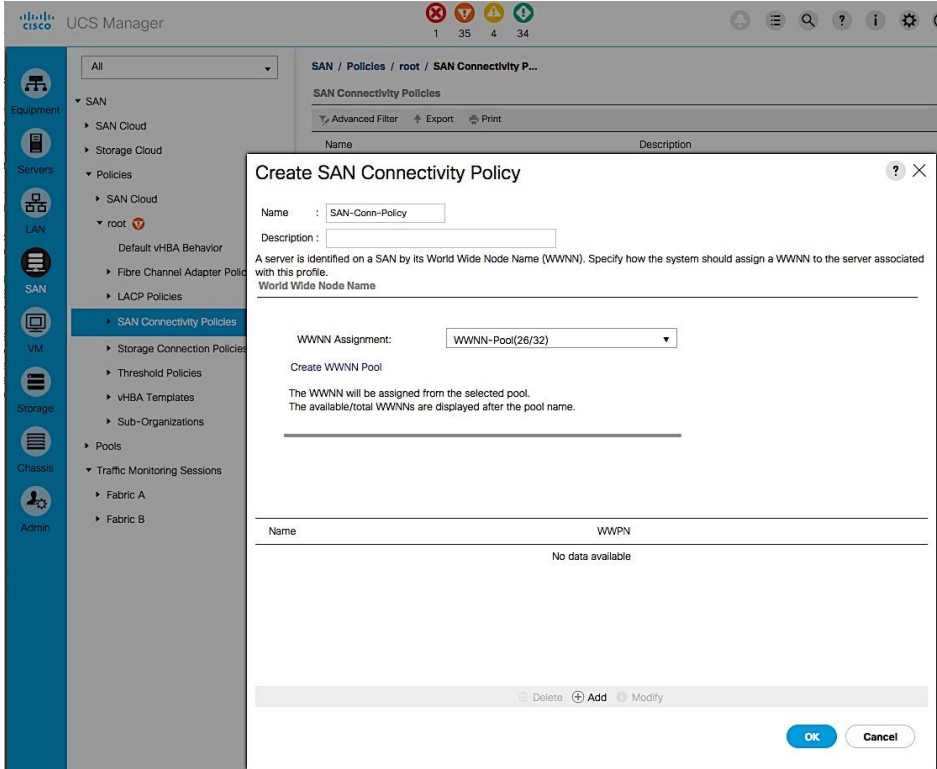 cisco
UCS Manager
1 35 4 34
Equipment
Servers
LAN
SAN
VM
Storage
Chassis
Admin
All
SAN
SAN Cloud
Storage Cloud
Policies
SAN Cloud
root
Default vHBA Behavior
Fibre Channel Adapter Polic
LACP Policies
SAN Connectivity Policies
Storage Connection Policies
Threshold Policies
vHBA Templates
Sub-Organizations
Pools
Traffic Monitoring Sessions
Fabric A
Fabric B
SAN / Policies / root / SAN Connectivity P...
SAN Connectivity Policies
Advanced Filter Export Print
Name Description
Create SAN Connectivity Policy
? ×
Name : SAN-Conn-Policy
Description :
A server is identified on a SAN by its World Wide Node Name (WWNN). Specify how the system should assign a WWNN to the server associated
with this profile.
World Wide Node Name
WWNN Assignment: WWNN-Pool(26/32)
Create WWNN Pool
The WWNN will be assigned from the selected pool.
The available/total WWNNs are displayed after the pool name.
Name WWPN
No data available
Delete Add Modify
OK Cancel